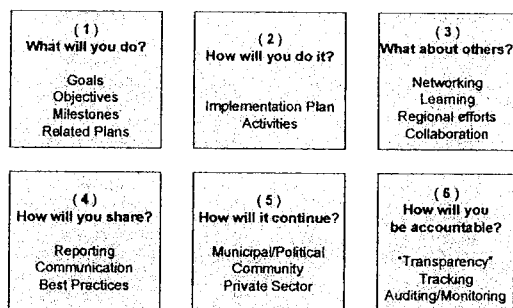 ( 1 )
What will you do?
Goals
Objectives
Milestones
Related Plans
( 2 )
How will you do it?
Implementation Plan
Activities
( 3 )
What about others?
Networking
Learning
Regional efforts
Collaboration
( 4 )
How will you share?
Reporting
Communication
Best Practices
( 5 )
How will it continue?
Municipal/Political
Community
Private Sector
( 6 )
How will you
be accountable?
"Transparency"
Tracking
Auditing/Monitoring